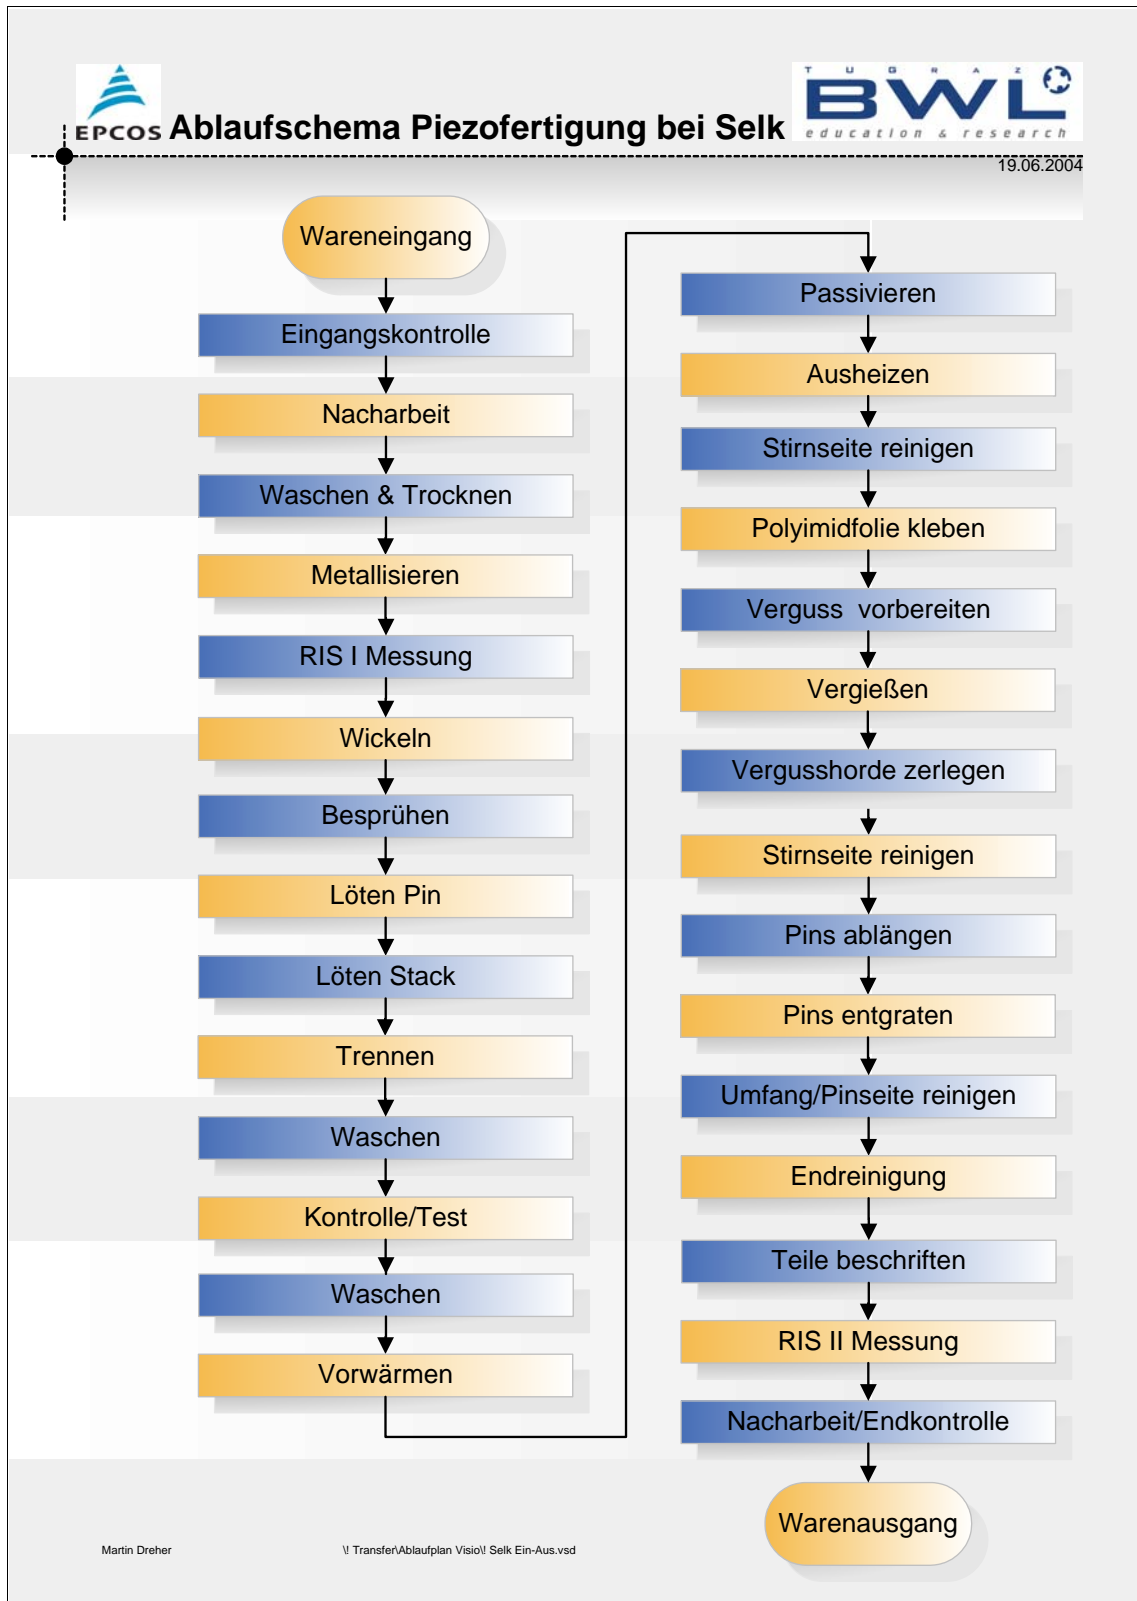 EPCOS
Ablaufschema Piezofertigung bei Selk
TUGRAZ
BWL
education & research
19.06.2004
Wareneingang
Eingangskontrolle
Nacharbeit
Waschen & Trocknen
Metallisieren
RIS I Messung
Wickeln
Besprühen
Löten Pin
Löten Stack
Trennen
Waschen
Kontrolle/Test
Waschen
Vorwärmen
Passivieren
Ausheizen
Stirnseite reinigen
Polyimidfolie kleben
Verguss  vorbereiten
Vergießen
Vergusshorde zerlegen
Stirnseite reinigen
Pins ablängen
Pins entgraten
Umfang/Pinseite reinigen
Endreinigung
Teile beschriften
RIS II Messung
Nacharbeit/Endkontrolle
Warenausgang
Martin Dreher
\! Transfer\Ablaufplan Visio\! Selk Ein-Aus.vsd